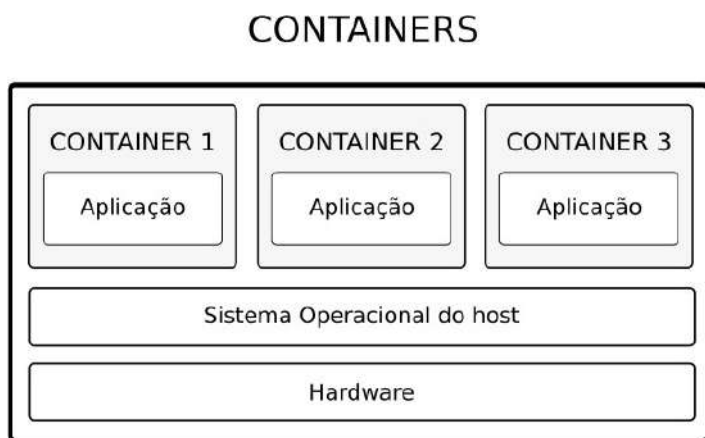 CONTAINERS
CONTAINER 1
Aplicação
CONTAINER 2
Aplicação
CONTAINER 3
Aplicação
Sistema Operacional do host
Hardware